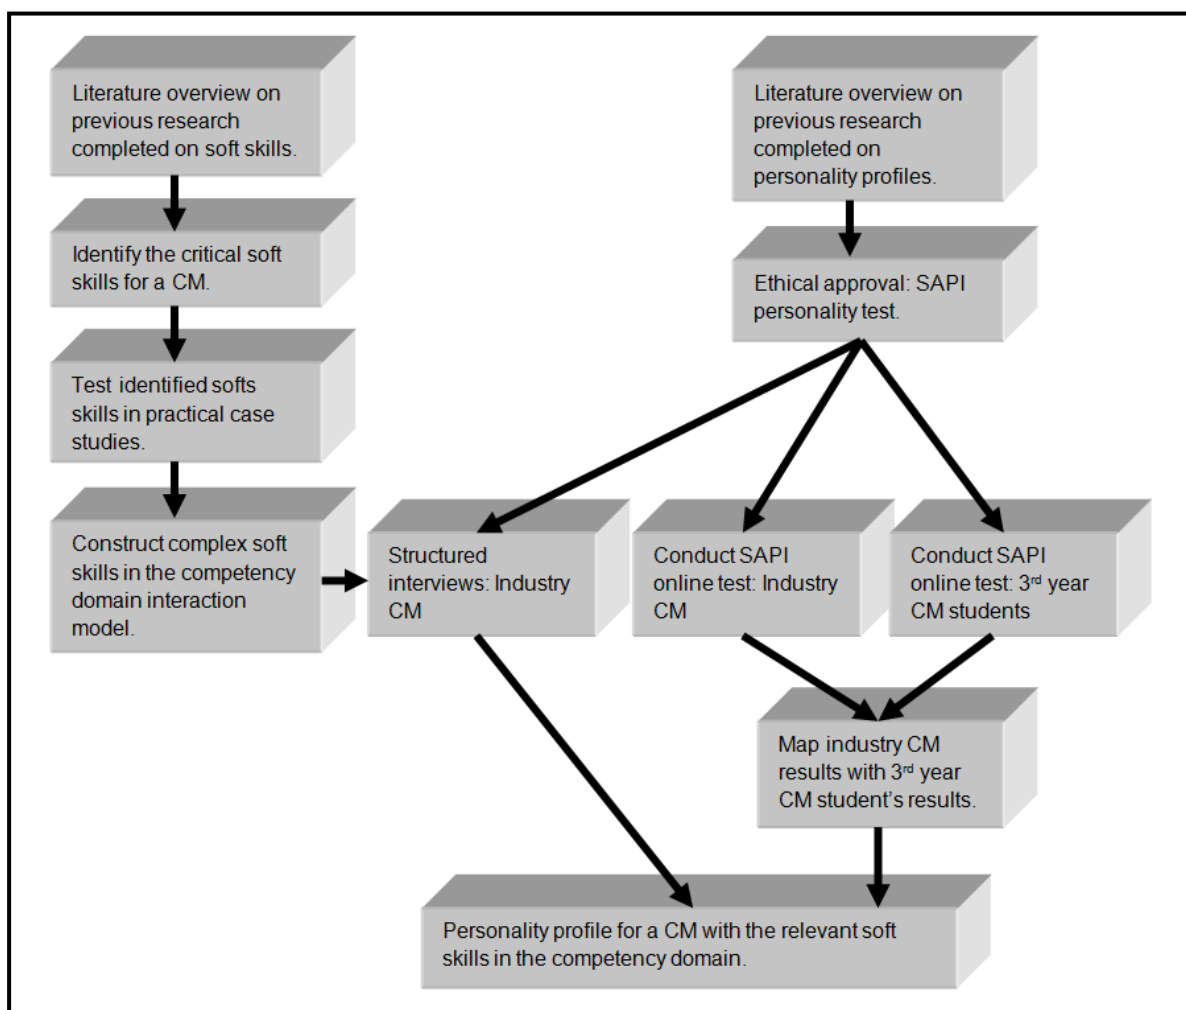 Literature overview on
previous research
completed on soft skills.
Identify the critical soft
skills for a CM.
Test identified softs
skills in practical case
studies.
Construct complex soft
skills in the competency
domain interaction
model.
Literature overview on
previous research
completed on
personality profiles.
Ethical approval: SAPI
personality test.
Structured
interviews: Industry
CM
Conduct SAPI
online test: Industry
CM
Conduct SAPI
online test: 3rd year
CM students
Map industry CM
results with 3rd year
CM student’s results.
Personality profile for a CM with the relevant soft
skills in the competency domain.